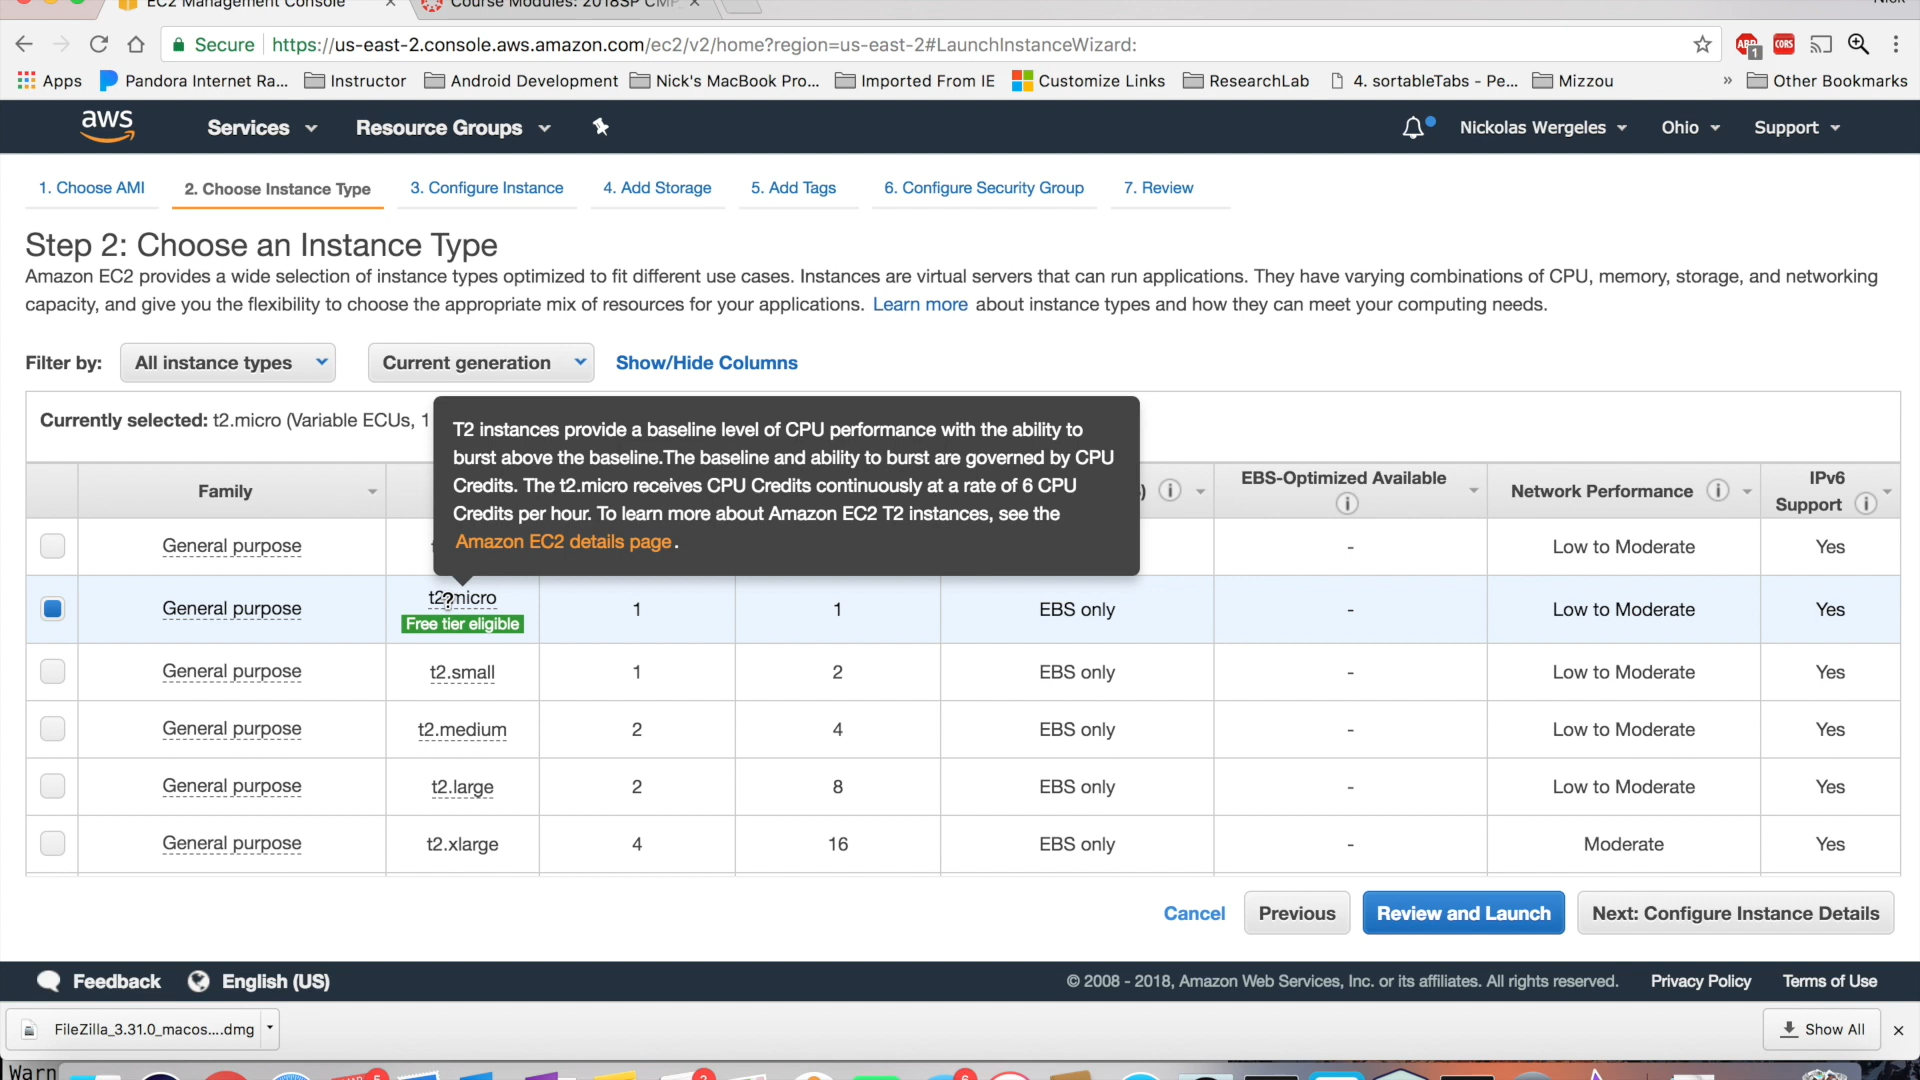 EC2 Management Console
Course Modules: 2018SP CMP
Nick
Secure https://us-east-2.console.aws.amazon.com/ec2/v2/home?region=us-east-2#LaunchInstanceWizard:
ABP 1 CORS
Apps Pandora Internet Ra... Instructor Android Development Nick's MacBook Pro... Imported From IE Customize Links ResearchLab 4. sortableTabs - Pe... Mizzou » Other Bookmarks
aws Services Resource Groups Nickolas Wergeles Ohio Support
1. Choose AMI 2. Choose Instance Type 3. Configure Instance 4. Add Storage 5. Add Tags 6. Configure Security Group 7. Review
Step 2: Choose an Instance Type
Amazon EC2 provides a wide selection of instance types optimized to fit different use cases. Instances are virtual servers that can run applications. They have varying combinations of CPU, memory, storage, and networking
capacity, and give you the flexibility to choose the appropriate mix of resources for your applications. Learn more about instance types and how they can meet your computing needs.
Filter by: All instance types Current generation Show/Hide Columns
Currently selected: t2.micro (Variable ECUs, 1
T2 instances provide a baseline level of CPU performance with the ability to
burst above the baseline.The baseline and ability to burst are governed by CPU
Credits. The t2.micro receives CPU Credits continuously at a rate of 6 CPU
Credits per hour. To learn more about Amazon EC2 T2 instances, see the
Amazon EC2 details page.
Family ) EBS-Optimized Available Network Performance IPv6 Support
General purpose - Low to Moderate Yes
General purpose t2.micro 1 1 EBS only - Low to Moderate Yes
Free tier eligible
General purpose t2.small 1 2 EBS only - Low to Moderate Yes
General purpose t2.medium 2 4 EBS only - Low to Moderate Yes
General purpose t2.large 2 8 EBS only - Low to Moderate Yes
General purpose t2.xlarge 4 16 EBS only - Moderate Yes
Cancel Previous Review and Launch Next: Configure Instance Details
Feedback English (US) © 2008 - 2018, Amazon Web Services, Inc. or its affiliates. All rights reserved. Privacy Policy Terms of Use
FileZilla_3.31.0_macos....dmg Show All
Warn